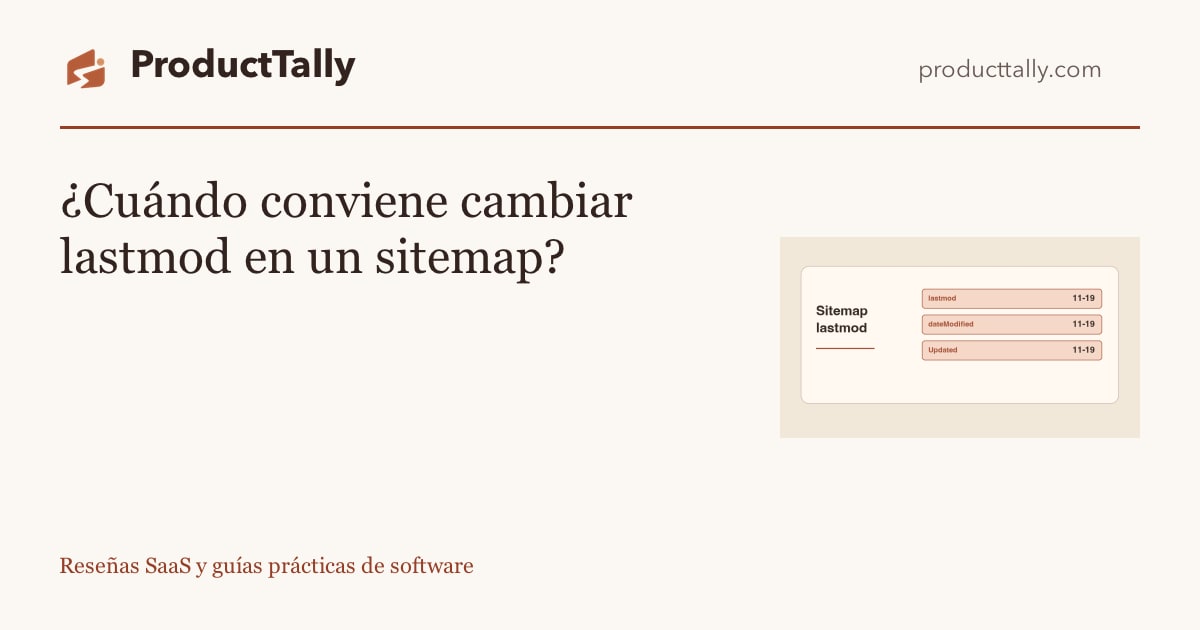 ProductTally
producttally.com
¿Cuándo conviene cambiar
lastmod en un sitemap?
Sitemap
lastmod
lastmod 11-19
dateModified 11-19
Updated 11-19
Reseñas SaaS y guías prácticas de software